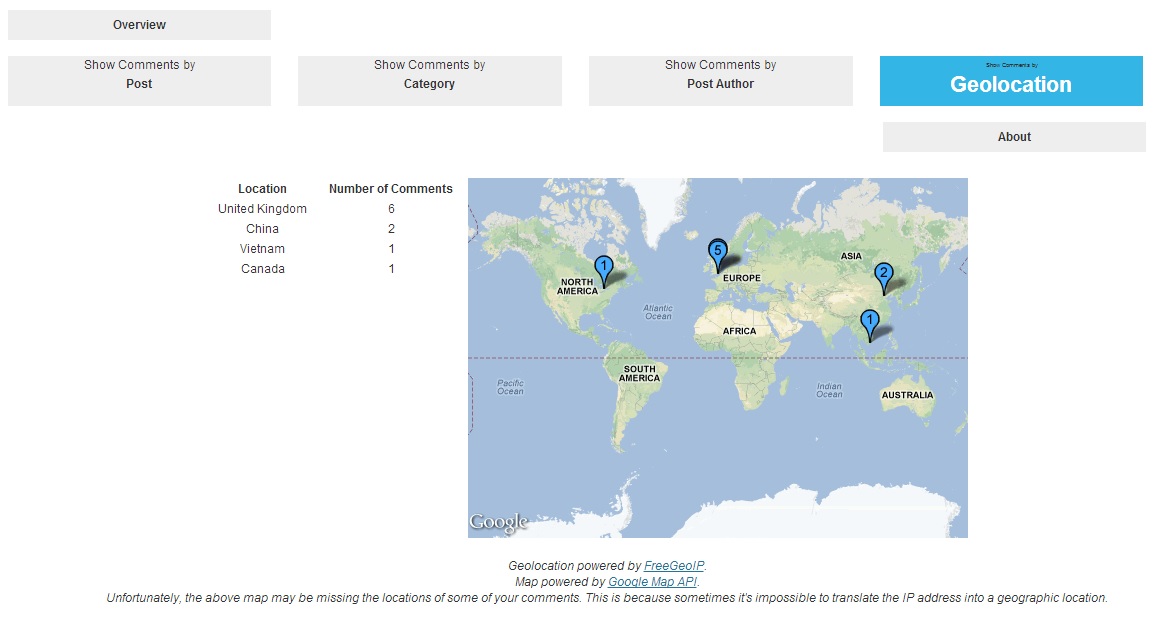 Overview
Show Comments by
Post
Show Comments by
Category
Show Comments by
Post Author
Show Comments by
Geolocation
About
Location Number of Comments
United Kingdom 6
China 2
Vietnam 1
Canada 1
5
1
2
1
ASIA
EUROPE
NORTH
AMERICA
Atlantic
Ocean
AFRICA
SOUTH
AMERICA
Pacific
Ocean
Indian
Ocean
AUSTRALIA
Google
Geolocation powered by FreeGeoIP.
Map powered by Google Map API.
Unfortunately, the above map may be missing the locations of some of your comments. This is because sometimes it's impossible to translate the IP address into a geographic location.